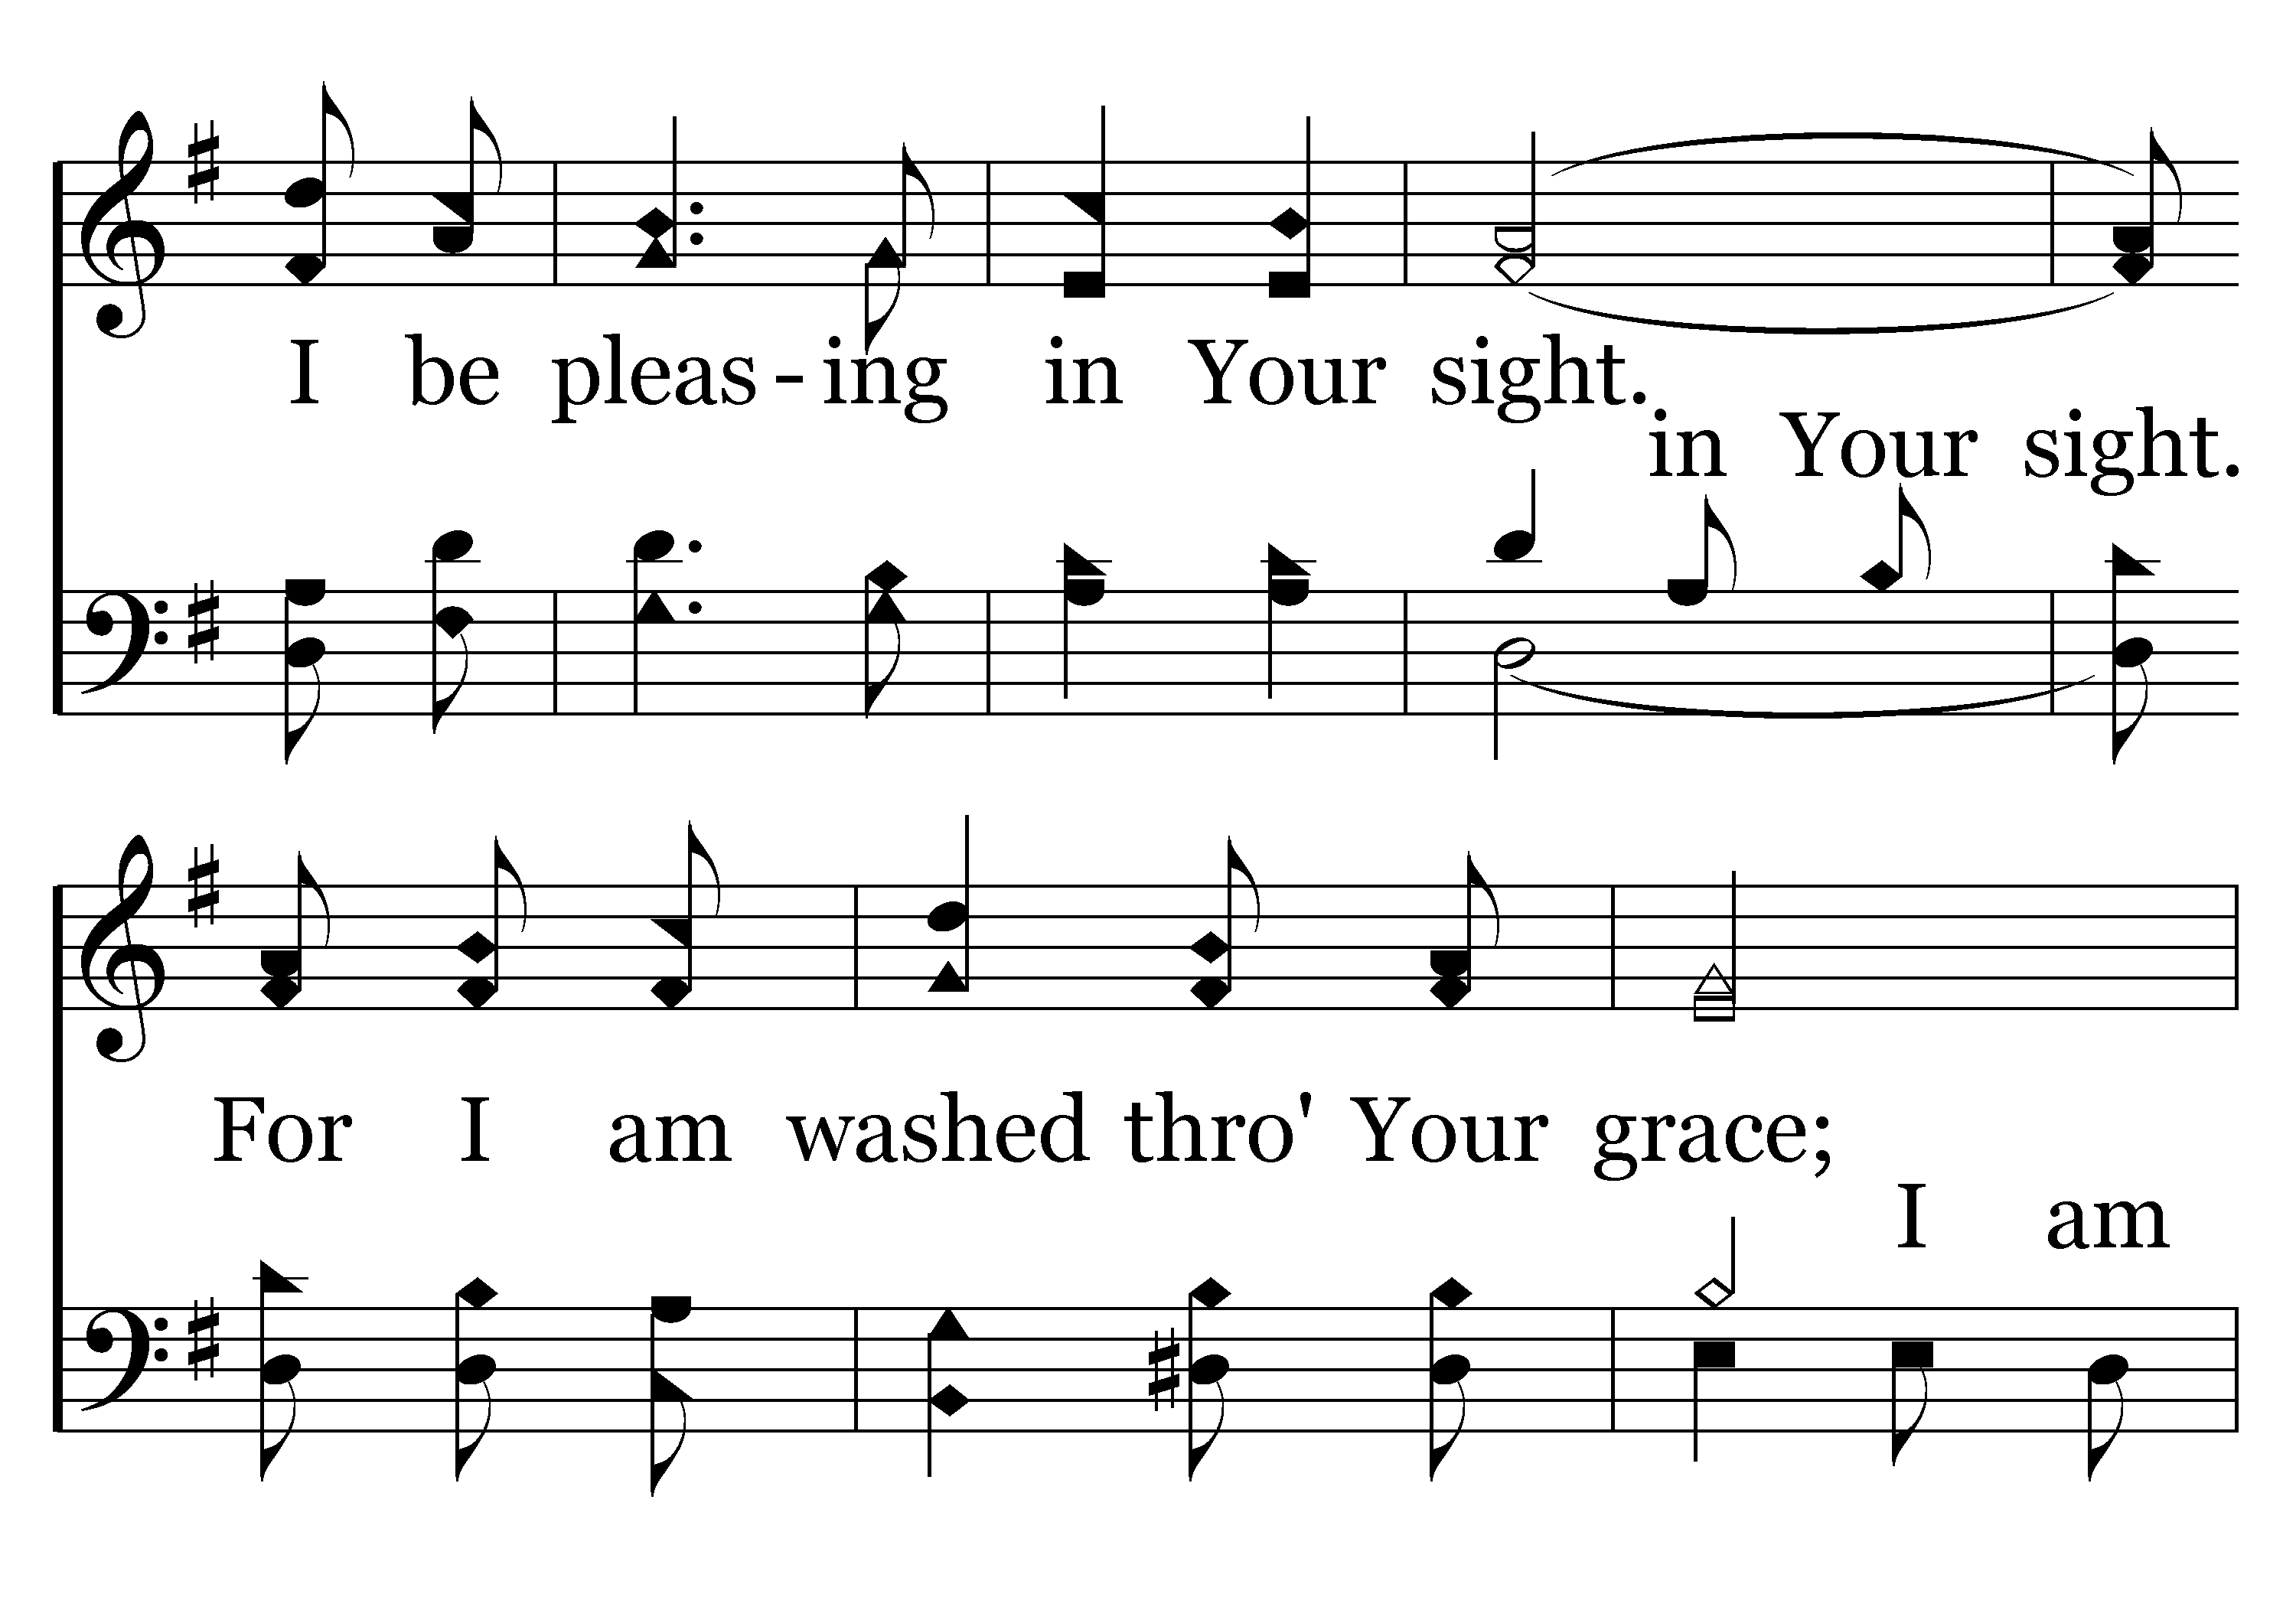 I be pleas - ing in Your sight.
in Your sight.
For I am washed thro' Your grace;
I am